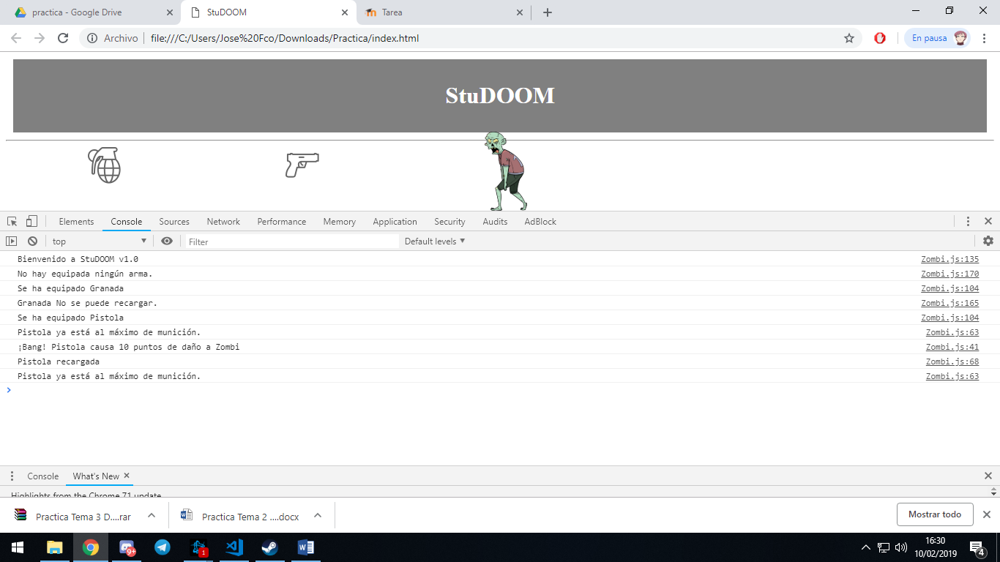 practica - Google Drive
StuDOOM
Tarea
Archivo
file:///C:/Users/Jose%20Fco/Downloads/Practica/index.html
En pausa
StuDOOM
Elements Console Sources Network Performance Memory Application Security Audits AdBlock
top
Filter
Default levels
Bienvenido a StuDOOM v1.0 Zombi.js:135
No hay equipada ningún arma. Zombi.js:170
Se ha equipado Granada Zombi.js:104
Granada No se puede recargar. Zombi.js:165
Se ha equipado Pistola Zombi.js:104
Pistola ya está al máximo de munición. Zombi.js:63
¡Bang! Pistola causa 10 puntos de daño a Zombi Zombi.js:41
Pistola recargada Zombi.js:68
Pistola ya está al máximo de munición. Zombi.js:63
Console What's New
Highlights from the Chrome 71 update
Practica Tema 3 D....rar
Practica Tema 2 ....docx
Mostrar todo
9+
1
16:30
10/02/2019
4